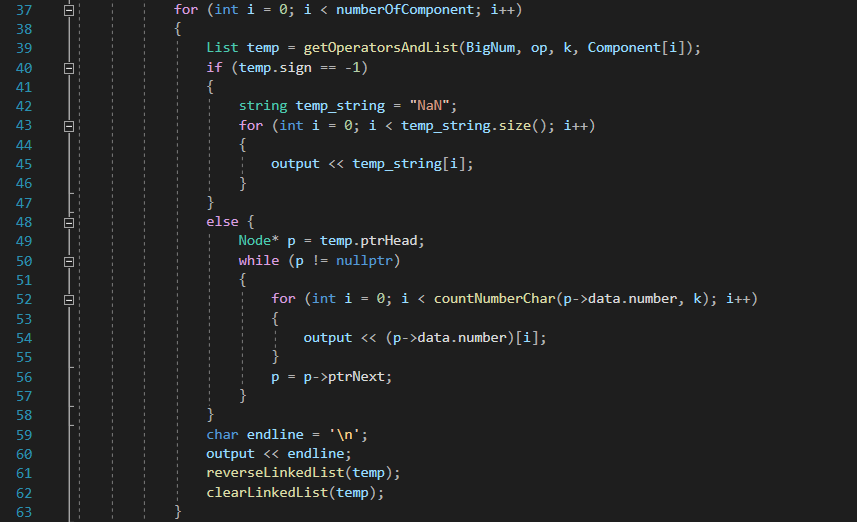 37 for (int i = 0; i < numberOfComponent; i++)
38 {
39 List temp = getOperatorsAndList(BigNum, op, k, Component[i]);
40 if (temp.sign == -1)
41 {
42 string temp_string = "NaN";
43 for (int i = 0; i < temp_string.size(); i++)
44 {
45 output << temp_string[i];
46 }
47 }
48 else {
49 Node* p = temp.ptrHead;
50 while (p != nullptr)
51 {
52 for (int i = 0; i < countNumberChar(p->data.number, k); i++)
53 {
54 output << (p->data.number)[i];
55 }
56 p = p->ptrNext;
57 }
58 }
59 char endline = '\n';
60 output << endline;
61 reverseLinkedList(temp);
62 clearLinkedList(temp);
63 }